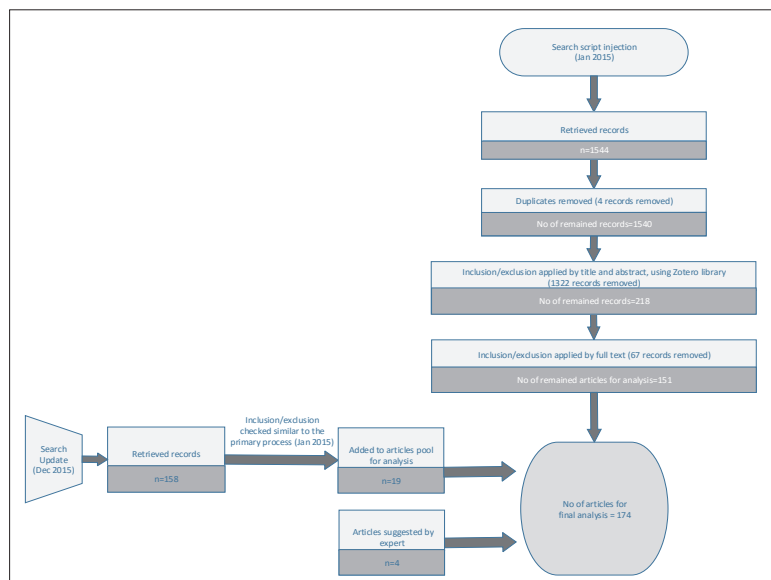 Search script injection
(Jan 2015)
Retrieved records
n=1544
Duplicates removed (4 records removed)
No of remained records=1540
Inclusion/exclusion applied by title and abstract, using Zotero library
(1322 records removed)
No of remained records=218
Inclusion/exclusion applied by full text (67 records removed)
No of remained articles for analysis=151
Search
Update
(Dec 2015)
Retrieved records
n=158
Inclusion/exclusion
checked similar to the
primary process (Jan 2015)
Added to articles pool
for analysis
n=19
Articles suggested by
expert
n=4
No of articles for
final analysis = 174